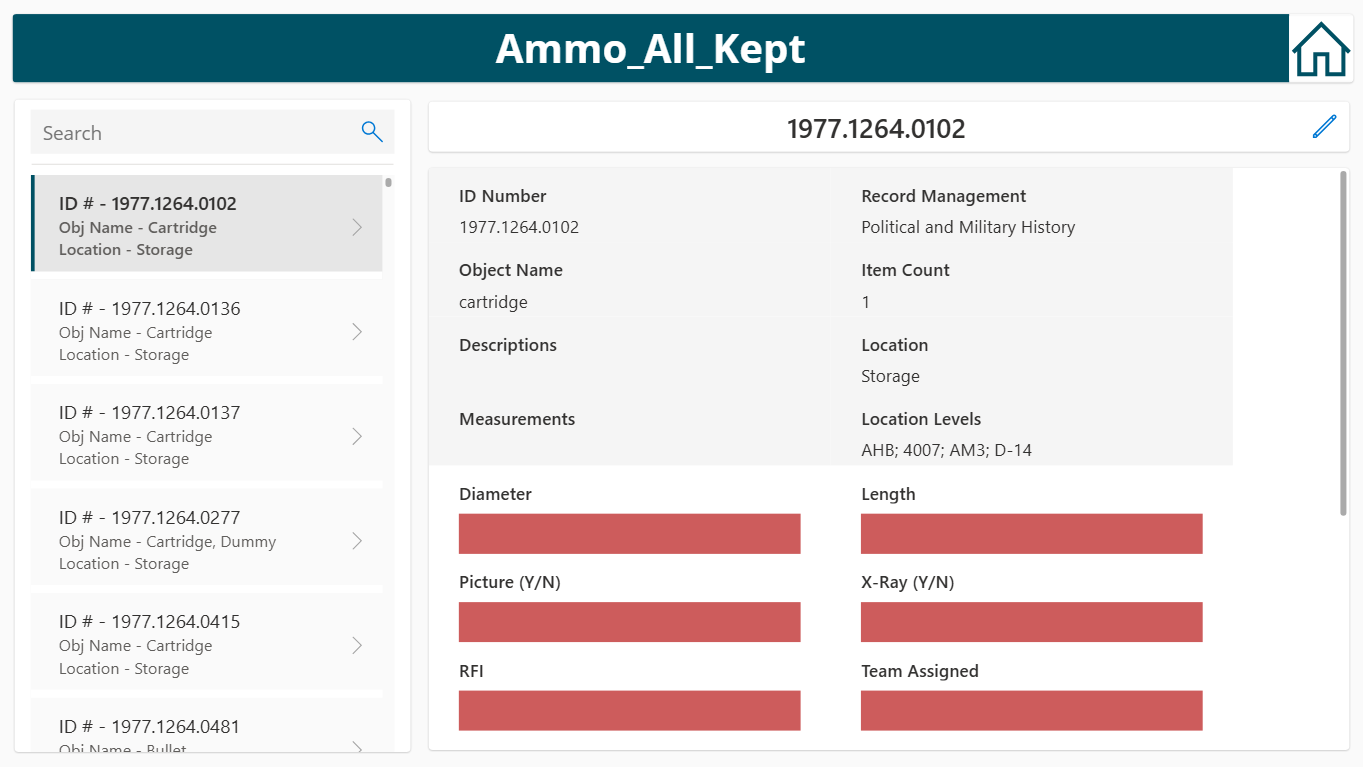 Ammo_All_Kept
Search
ID # - 1977.1264.0102
Obj Name - Cartridge
Location - Storage
ID # - 1977.1264.0136
Obj Name - Cartridge
Location - Storage
ID # - 1977.1264.0137
Obj Name - Cartridge
Location - Storage
ID # - 1977.1264.0277
Obj Name - Cartridge, Dummy
Location - Storage
ID # - 1977.1264.0415
Obj Name - Cartridge
Location - Storage
ID # - 1977.1264.0481
Obj Name - Bullet
1977.1264.0102
ID Number
1977.1264.0102
Record Management
Political and Military History
Object Name
cartridge
Item Count
1
Descriptions
Location
Storage
Measurements
Location Levels
AHB; 4007; AM3; D-14
Diameter
Length
Picture (Y/N)
X-Ray (Y/N)
RFI
Team Assigned